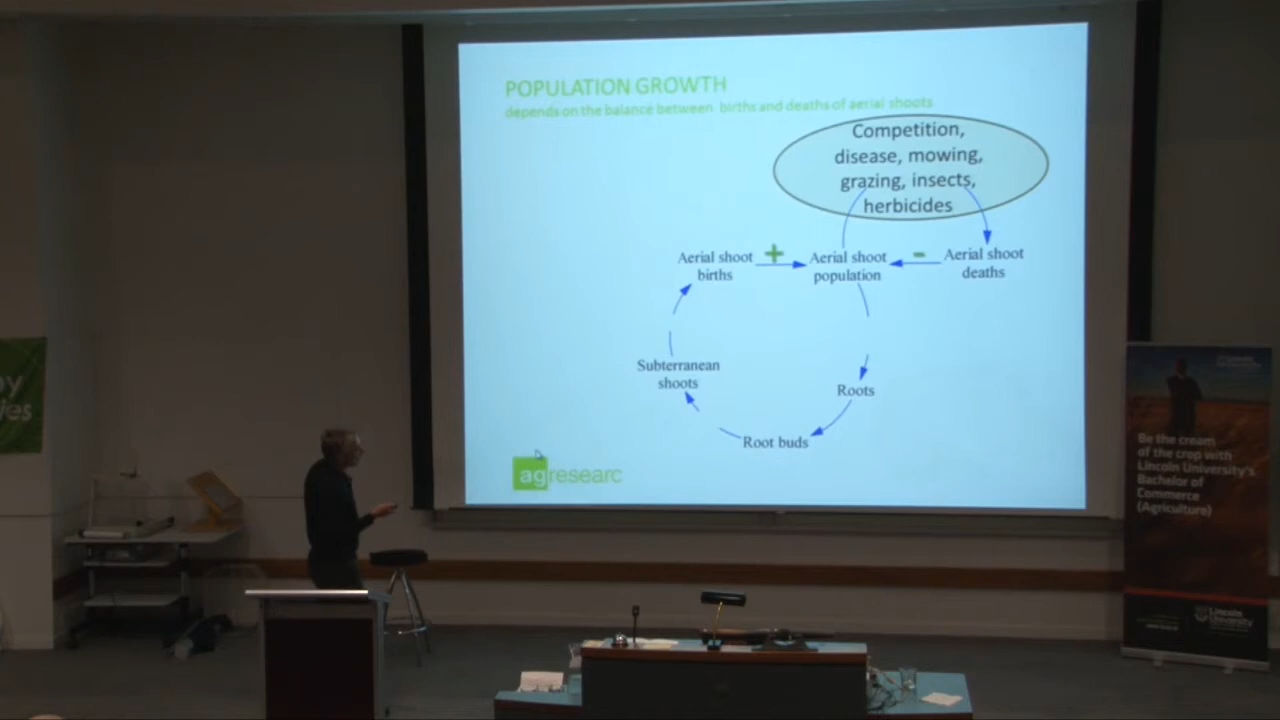 POPULATION GROWTH
depends on the balance between births and deaths of aerial shoots
Competition,
disease, mowing,
grazing, insects,
herbicides
Aerial shoot
births
+
Aerial shoot
population
-
Aerial shoot
deaths
Subterranean
shoots
Roots
Root buds
agresearc
Be the cream
of the crop with
Lincoln University's
Bachelor of
Commerce
(Agriculture)
Lincoln
University